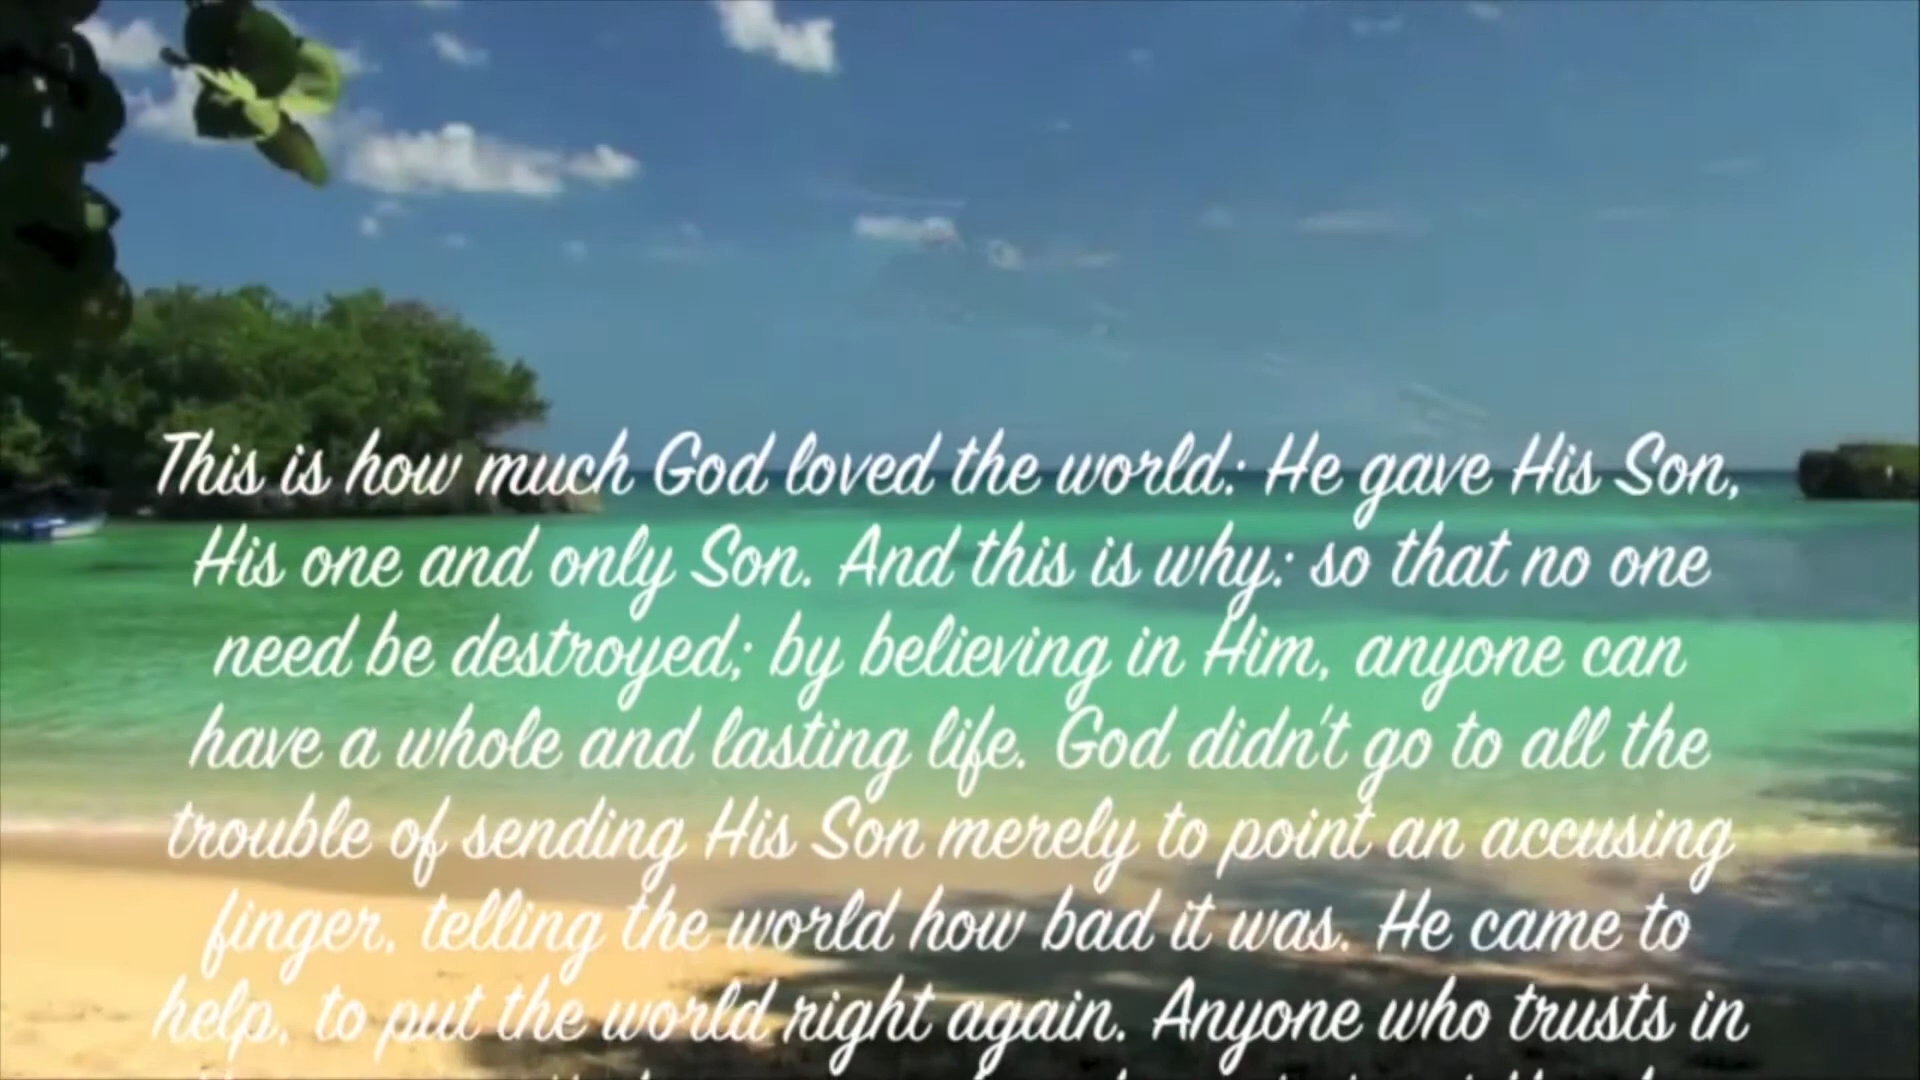 This is how much God loved the world: He gave His Son,
His one and only Son. And this is why: so that no one
need be destroyed; by believing in Him, anyone can
have a whole and lasting life. God didn't go to all the
trouble of sending His Son merely to point an accusing
finger, telling the world how bad it was. He came to
help, to put the world right again. Anyone who trusts in